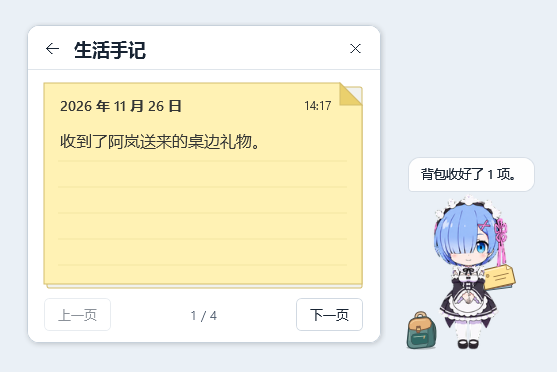 生活手记
2026 年 11 月 26 日
14:17
收到了阿岚送来的桌边礼物。
上一页
1 / 4
下一页
背包收好了 1 项。